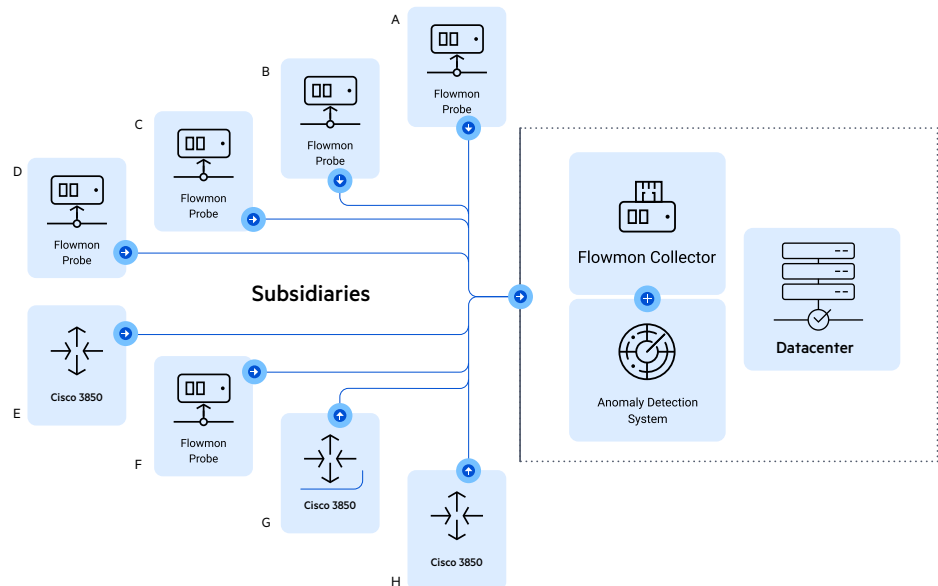 A
Flowmon
Probe
B
Flowmon
Probe
C
Flowmon
Probe
D
Flowmon
Probe
Flowmon Collector
Subsidiaries
Datacenter
E
Cisco 3850
Anomaly Detection
System
F
Flowmon
Probe
G
Cisco 3850
H
Cisco 3850